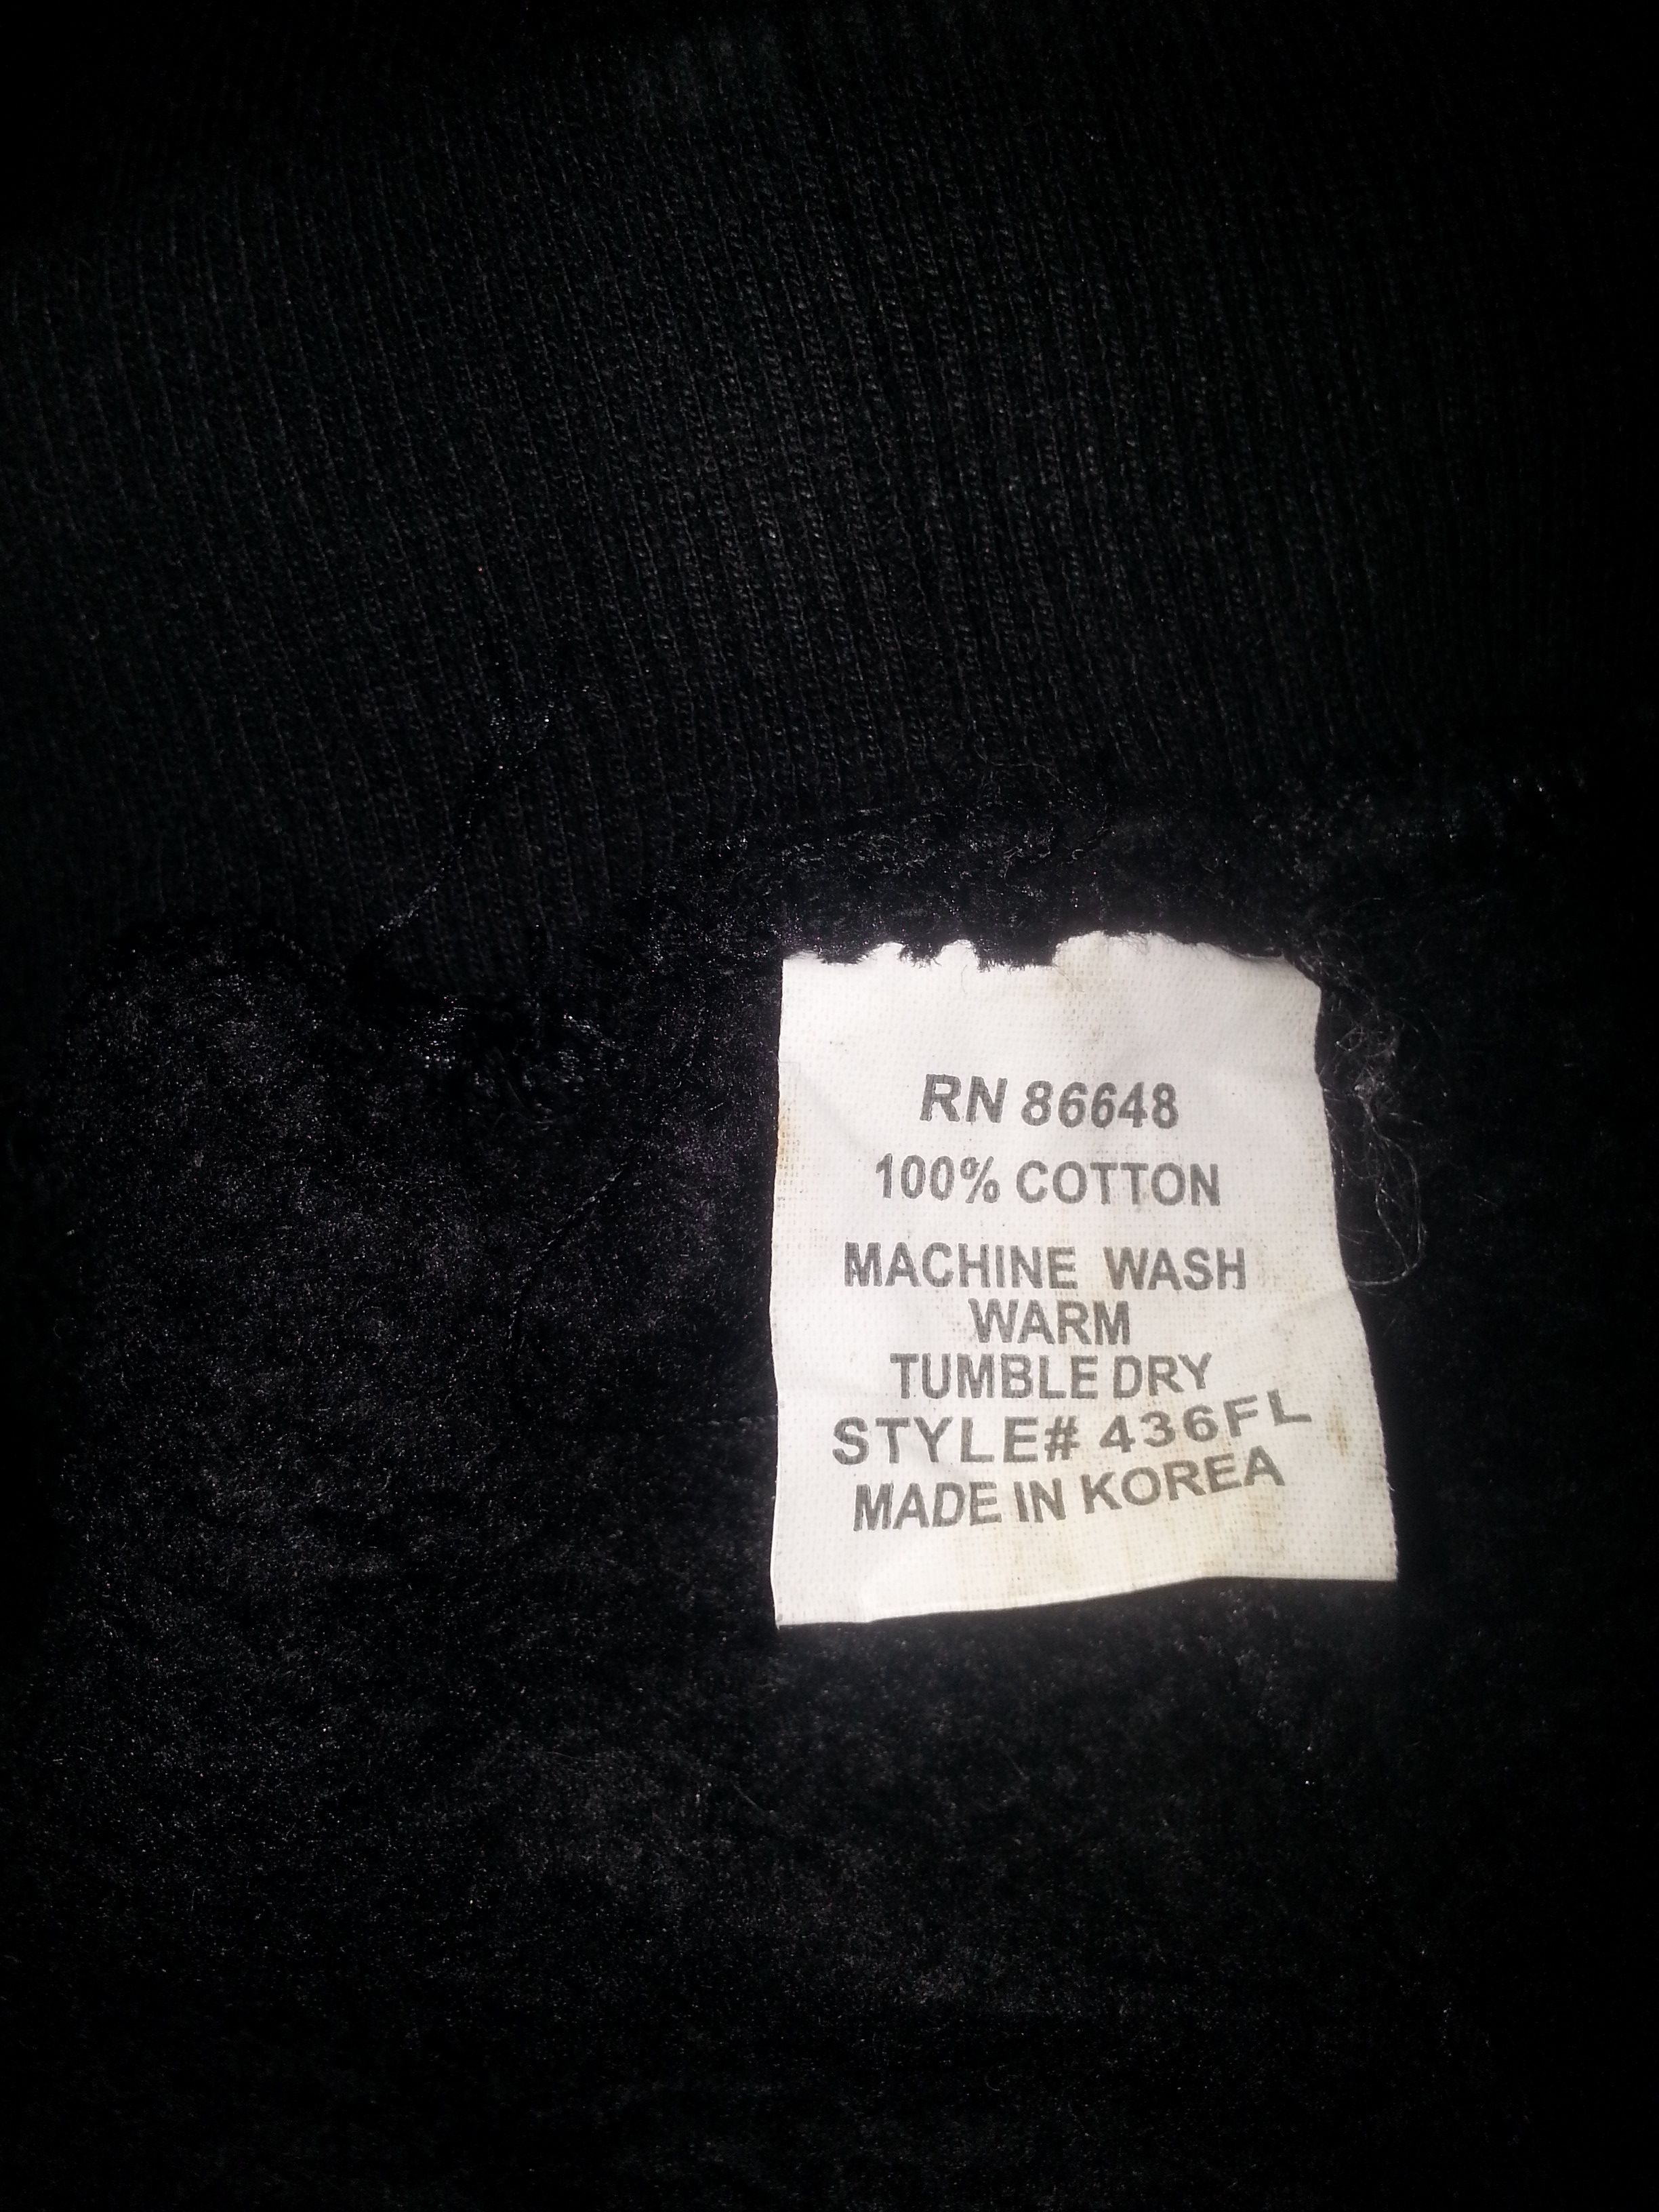 RN 86648
100% COTTON
MACHINE WASH
WARM
TUMBLE DRY
STYLE# 436FL
MADE IN KOREA